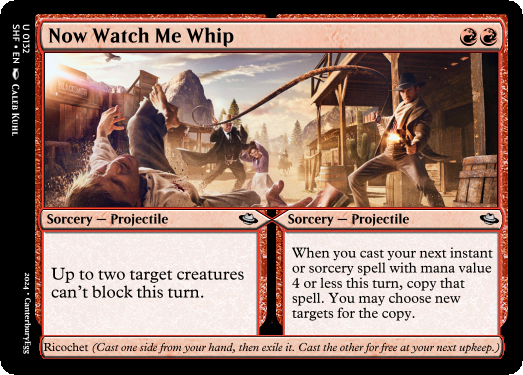 Now Watch Me Whip
Sorcery — Projectile
Up to two target creatures
can't block this turn.
Sorcery — Projectile
When you cast your next instant
or sorcery spell with mana value
4 or less this turn, copy that
spell. You may choose new
targets for the copy.
Ricochet (Cast one side from your hand, then exile it. Cast the other for free at your next upkeep.)
U 0132
SHF • EN CALEB KUHL
2024 • CanterburyEgg